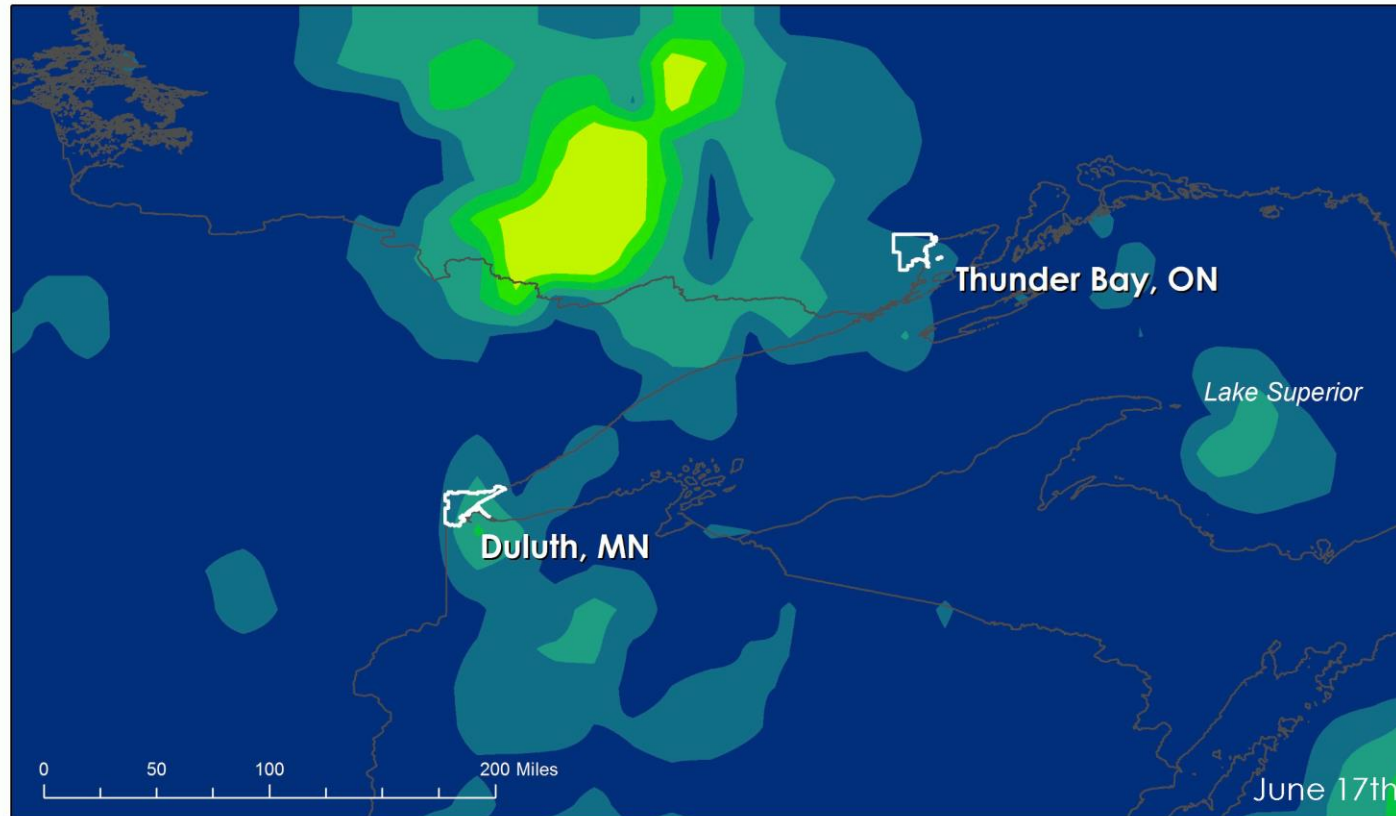 Thunder Bay, ON
Lake Superior
Duluth, MN
0 50 100 200 Miles
June 17th